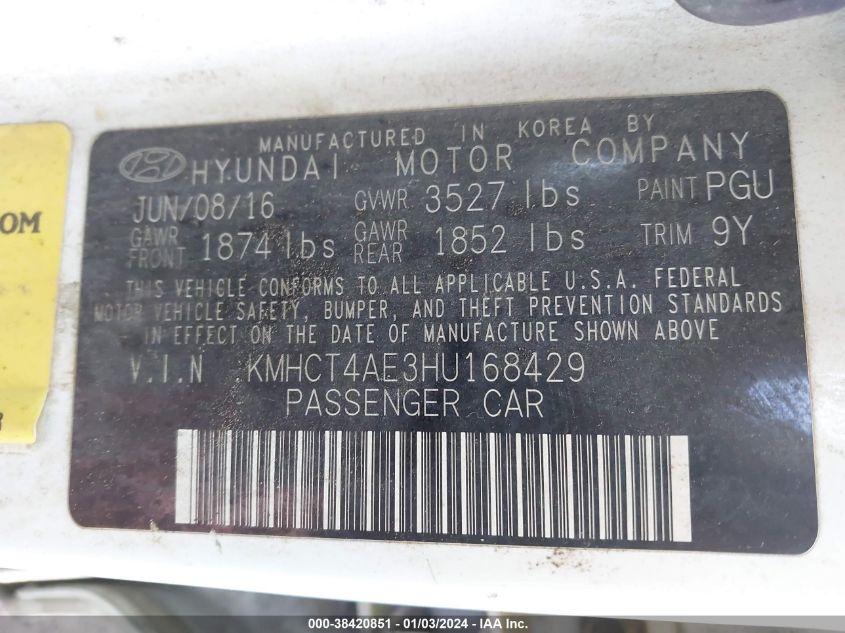 MANUFACTURED IN KOREA BY
HYUNDAI MOTOR COMPANY
JUN/08/16 GVWR 3527 lbs PAINT PGU
GAWR FRONT 1874 lbs GAWR REAR 1852 lbs TRIM 9Y
THIS VEHICLE CONFORMS TO ALL APPLICABLE U.S.A. FEDERAL
MOTOR VEHICLE SAFETY, BUMPER, AND THEFT PREVENTION STANDARDS
IN EFFECT ON THE DATE OF MANUFACTURE SHOWN ABOVE.
V.I.N KMHCT4AE3HU168429
PASSENGER CAR
OM
000-38420851 - 01/03/2024 - IAA Inc.